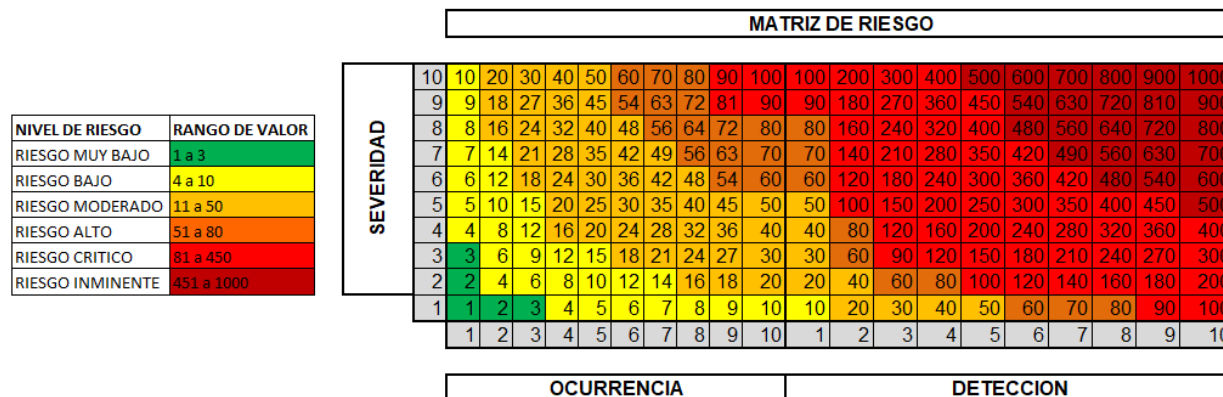 MATRIZ DE RIESGO
NIVEL DE RIESGO RANGO DE VALOR
RIESGO MUY BAJO 1 a 3
RIESGO BAJO 4 a 10
RIESGO MODERADO 11 a 50
RIESGO ALTO 51 a 80
RIESGO CRITICO 81 a 450
RIESGO INMINENTE 451 a 1000
SEVERIDAD
10 10 20 30 40 50 60 70 80 90 100 100 200 300 400 500 600 700 800 900
9 9 18 27 36 45 54 63 72 81 90 90 180 270 360 450 540 630 720 810
8 8 16 24 32 40 48 56 64 72 80 80 160 240 320 400 480 560 640 720
7 7 14 21 28 35 42 49 56 63 70 70 140 210 280 350 420 490 560 630
6 6 12 18 24 30 36 42 48 54 60 60 120 180 240 300 360 420 480 540
5 5 10 15 20 25 30 35 40 45 50 50 100 150 200 250 300 350 400 450
4 4 8 12 16 20 24 28 32 36 40 40 80 120 160 200 240 280 320 360
3 3 6 9 12 15 18 21 24 27 30 30 60 90 120 150 180 210 240 270
2 2 4 6 8 10 12 14 16 18 20 20 40 60 80 100 120 140 160 180
1 1 2 3 4 5 6 7 8 9 10 10 20 30 40 50 60 70 80 90
1 2 3 4 5 6 7 8 9 10 1 2 3 4 5 6 7 8 9
OCURRENCIA DETECCION